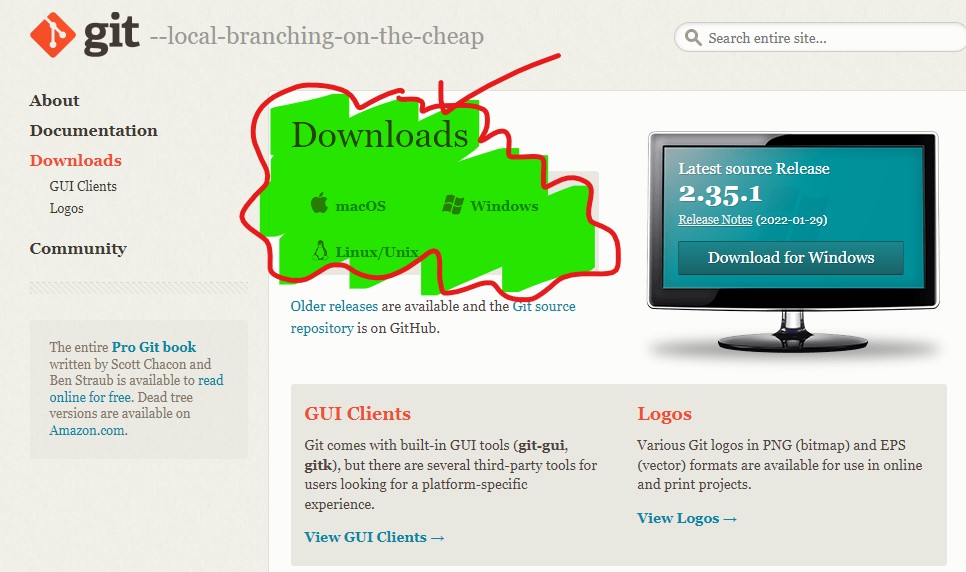 git --local-branching-on-the-cheap
Search entire site...
About
Documentation
Downloads
GUI Clients
Logos
Community
The entire Pro Git book
written by Scott Chacon and
Ben Straub is available to read
online for free. Dead tree
versions are available on
Amazon.com.
Downloads
macOS
Windows
Linux/Unix
Older releases are available and the Git source
repository is on GitHub.
Latest source Release
2.35.1
Release Notes (2022-01-29)
Download for Windows
GUI Clients
Git comes with built-in GUI tools (git-gui,
gitk), but there are several third-party tools for
users looking for a platform-specific
experience.
View GUI Clients →
Logos
Various Git logos in PNG (bitmap) and EPS
(vector) formats are available for use in online
and print projects.
View Logos →